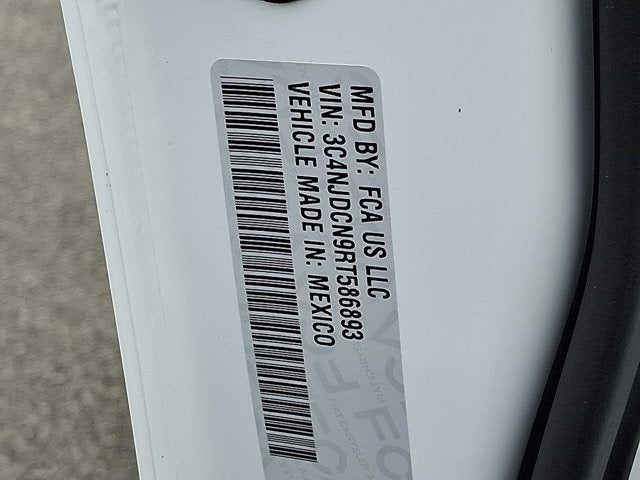 MFD BY: FCA US LLC
VIN: 3C4NJDCN9RT586893
VEHICLE MADE IN: MEXICO